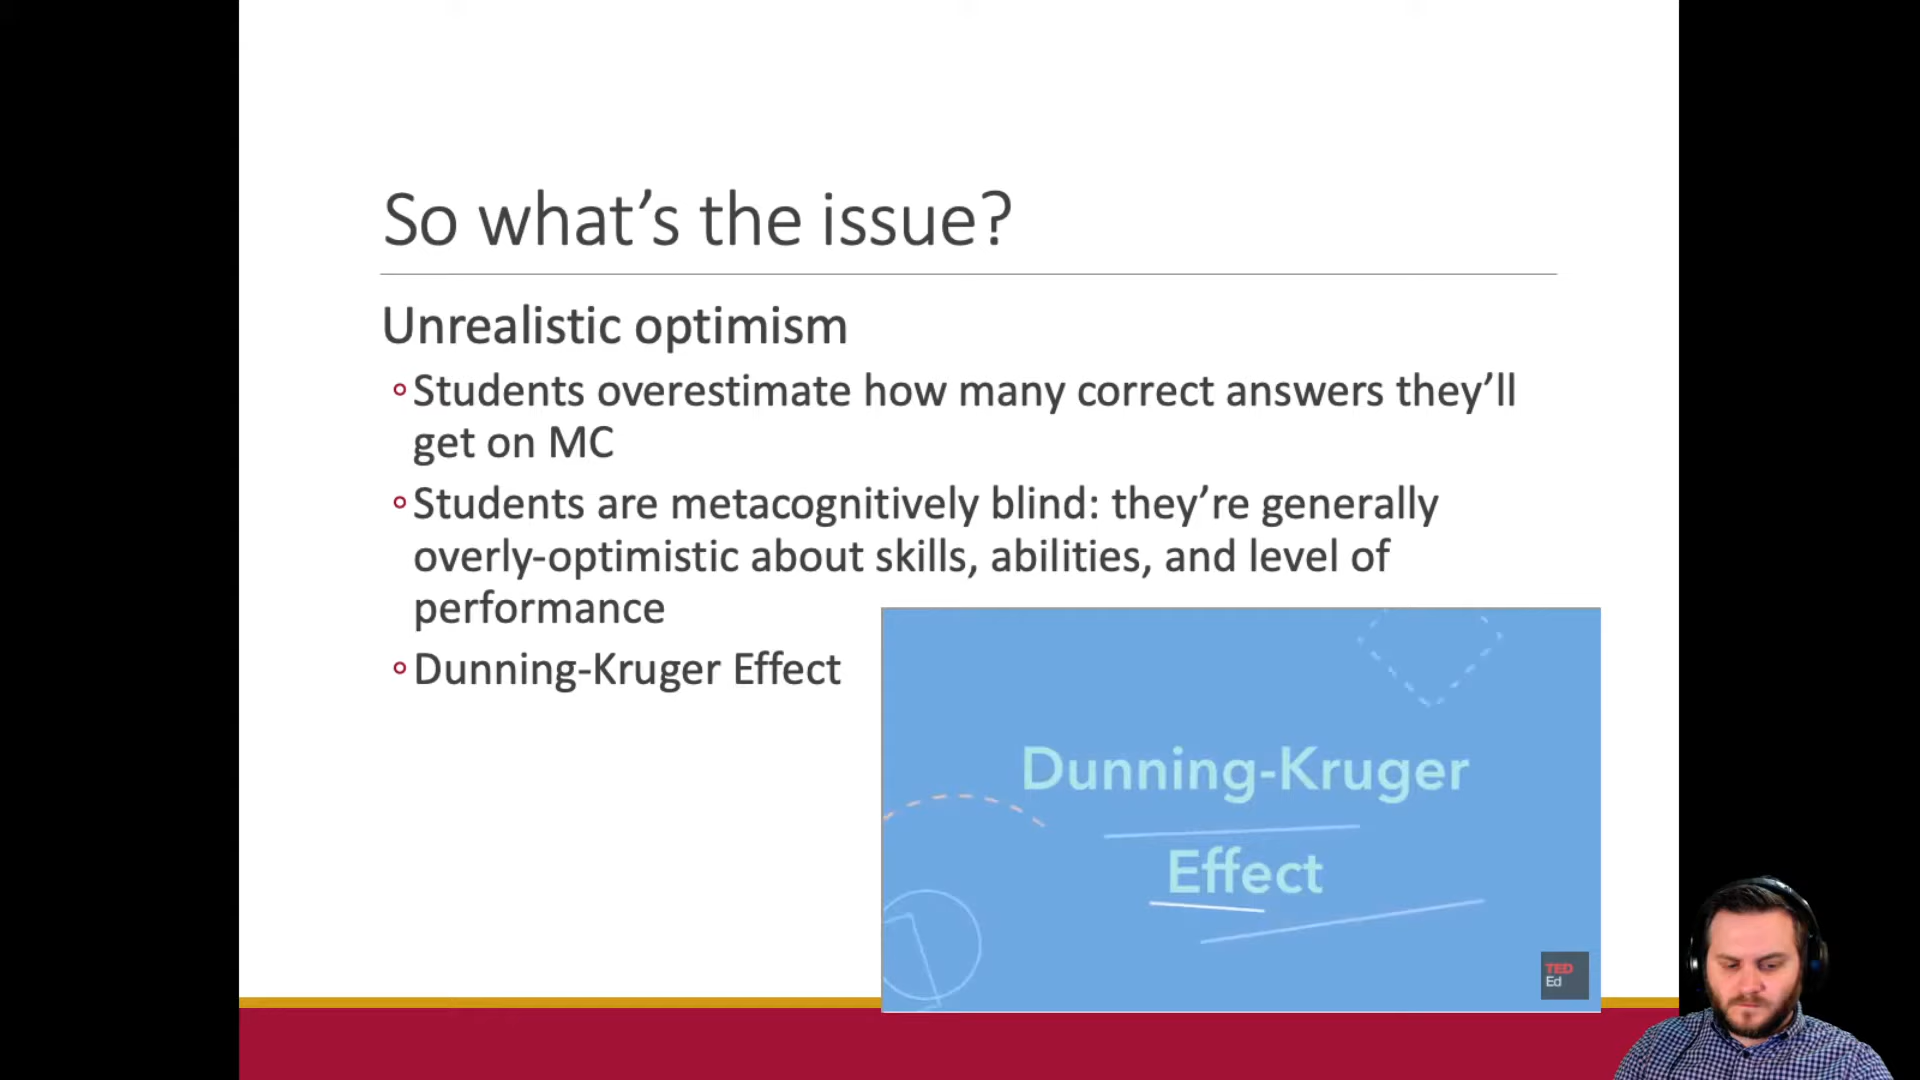 So what’s the issue?
Unrealistic optimism
Students overestimate how many correct answers they’ll
get on MC
Students are metacognitively blind: they’re generally
overly-optimistic about skills, abilities, and level of
performance
Dunning-Kruger Effect
Dunning-Kruger
Effect
TED
Ed